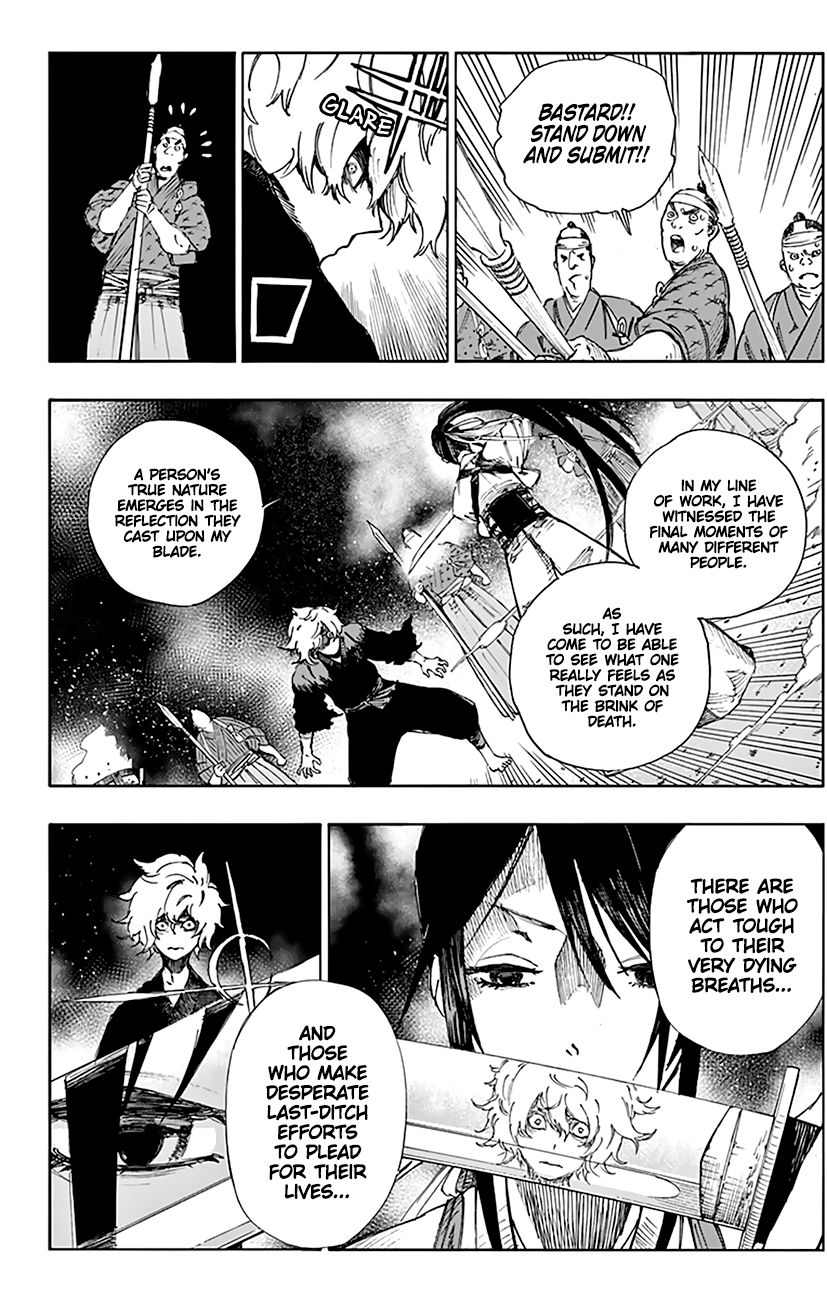 BASTARD!!
STAND DOWN
AND SUBMIT!!
GLARE
IN MY LINE
OF WORK, I HAVE
WITNESSED THE
FINAL MOMENTS OF
MANY DIFFERENT
PEOPLE.
AS
SUCH, I HAVE
COME TO BE ABLE
TO SEE WHAT ONE
REALLY FEELS AS
THEY STAND ON
THE BRINK OF
DEATH.
A PERSON'S
TRUE NATURE
EMERGES IN THE
REFLECTION THEY
CAST UPON MY
BLADE.
THERE ARE
THOSE WHO
ACT TOUGH
TO THEIR
VERY DYING
BREATHS...
AND
THOSE
WHO MAKE
DESPERATE
LAST-DITCH
EFFORTS
TO PLEAD
FOR THEIR
LIVES...